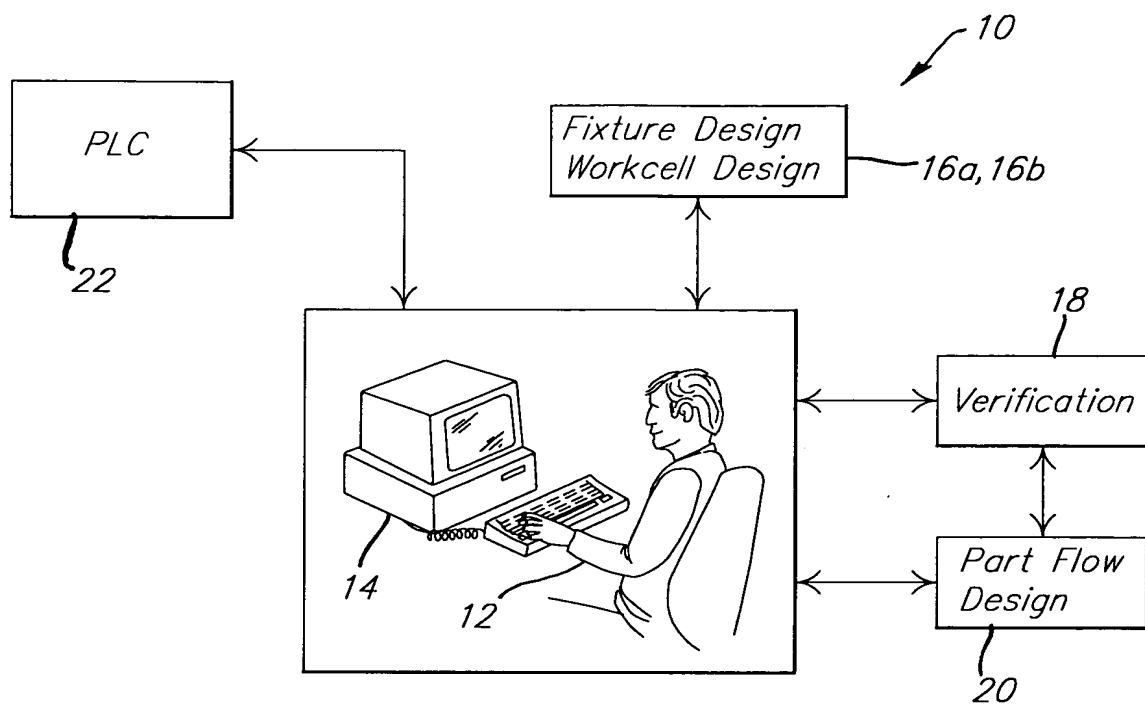 10
PLC
Fixture Design
Workcell Design
16a, 16b
22
18
Verification
14
12
Part Flow
Design
20